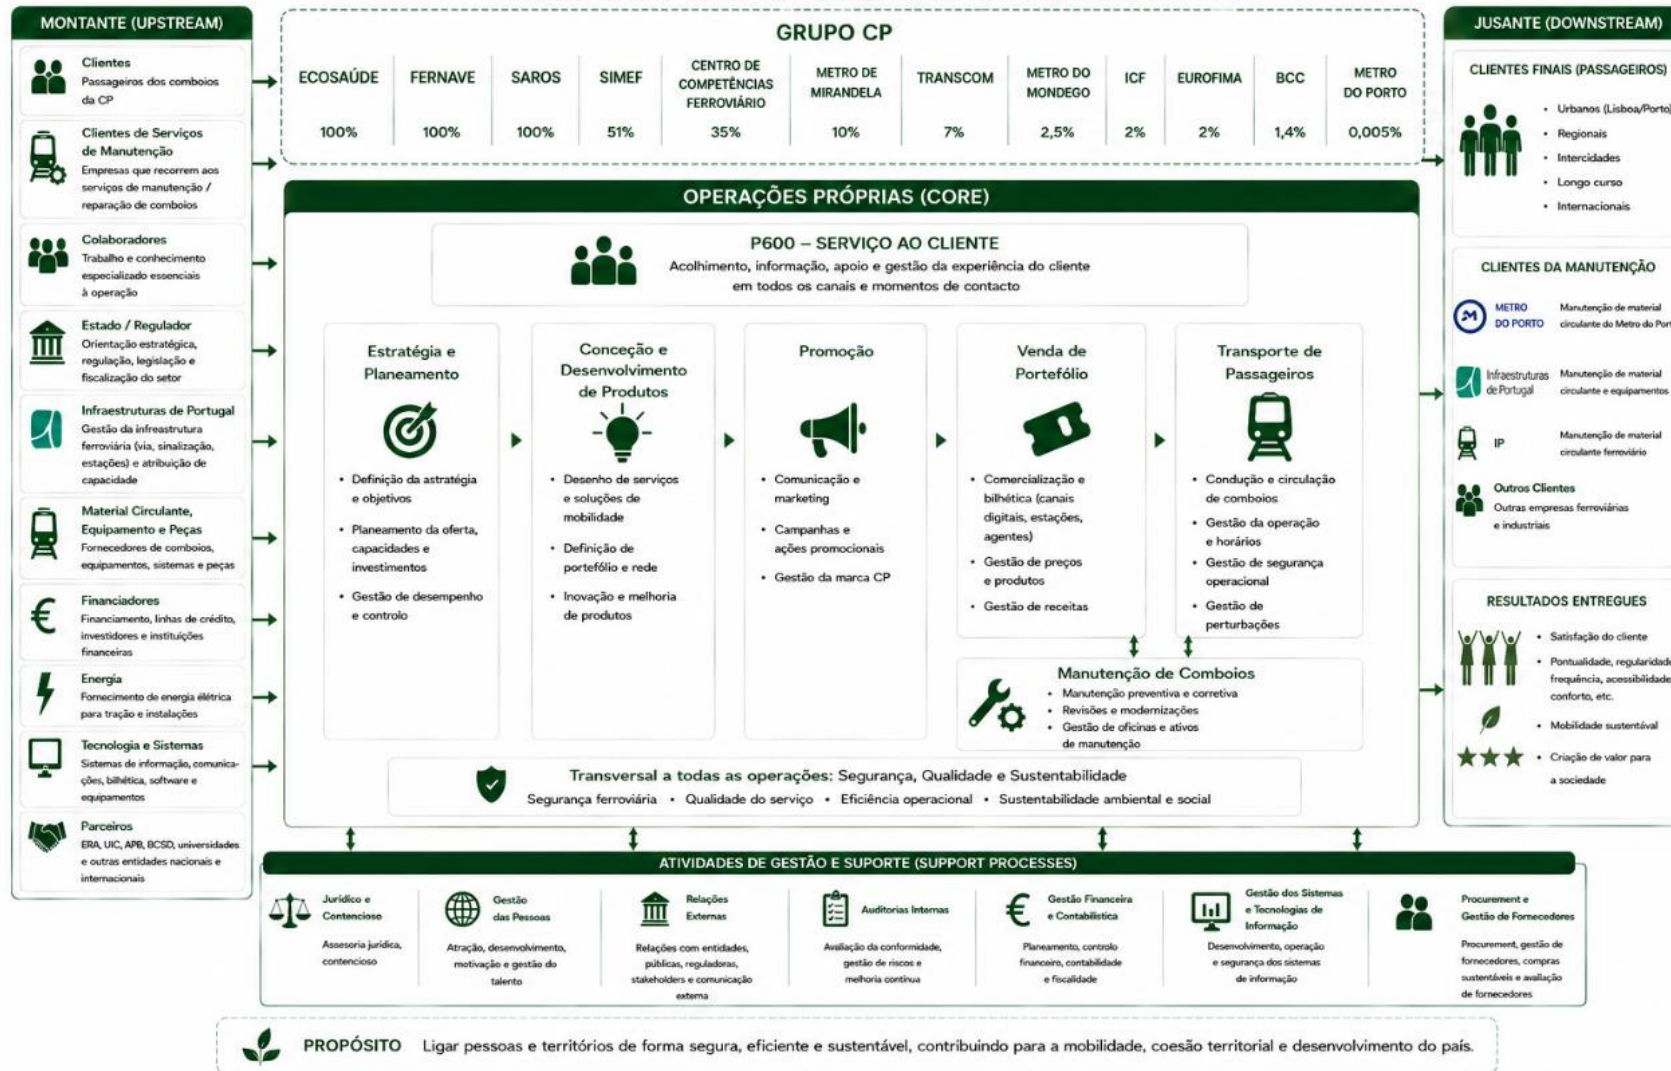 MONTANTE (UPSTREAM)
Clientes
Passageiros dos comboios
da CP
Clientes de Serviços
de Manutenção
Empresas que recorrem aos
serviços de manutenção /
reparação de comboios
Colaboradores
Trabalho e conhecimento
especializado essenciais
à operação
Estado / Regulador
Orientação estratégica,
regulação, legislação e
fiscalização do setor
Infraestruturas de Portugal
Gestão da infreastrutura
ferroviária (via, sinalização,
estações) e atribuição de
capacidade
Material Circulante,
Equipamento e Peças
Fornecedores de comboios,
equipamentos, sistemas e peças
Financiadores
Financiamento, linhas de crédito,
investidores e instituições
financeiras
Energia
Fornecimento de energia élétrica
para tração e instalações
Tecnologia e Sistemas
Sistemas de informação, comunica-
ções, bilhética, software e
equipamentos
Parceiros
ERA, UIC, APB, BCSD, universidades
e outras entidades nacionais e
internacionais
GRUPO CP
ECOSAÚDE
100%
FERNAVE
100%
SAROS
100%
SIMEF
51%
CENTRO DE
COMPETÊNCIAS
FERROVIÁRIO
35%
METRO DE
MIRANDELA
10%
TRANSCOM
7%
METRO DO
MONDEGO
2,5%
ICF
2%
EUROFIMA
2%
BCC
1,4%
METRO
DO PORTO
0,005%
OPERAÇÕES PRÓPRIAS (CORE)
P600 – SERVIÇO AO CLIENTE
Acolhimento, informação, apoio e gestão da experiência do cliente
em todos os canais e momentos de contacto
Estratégia e
Planeamento
• Definição da astratégia
e objetivos
• Planeamento da oferta,
capacidades e
investimentos
• Gestão de desempenho
e controlo
Conceção e
Desenvolvimento
de Produtos
• Desenho de serviços
e soluções de
mobilidade
• Definição de
portefólio e rede
• Inovação e melhoria
de produtos
Promoção
• Comunicação e
marketing
• Campanhas e
ações promocionais
• Gestão da marca CP
Venda de
Portefólio
• Comercialização e
bilhética (canais
digitais, estações,
agentes)
• Gestão de preços
e produtos
• Gestão de receitas
Transporte de
Passageiros
• Condução e circulação
de comboios
• Gestão da operação
e horários
• Gestão de segurança
operacional
• Gestão de
perturbações
Manutenção de Comboios
• Manutenção preventiva e corretiva
• Revisões e modernizações
• Gestão de oficinas e ativos
de manutenção
Transversal a todas as operações: Segurança, Qualidade e Sustentabilidade
Segurança ferroviária • Qualidade do serviço • Eficiência operacional • Sustentabilidade ambiental e social
JUSANTE (DOWNSTREAM)
CLIENTES FINAIS (PASSAGEIROS)
• Urbanos (Lisboa/Porto)
• Regionais
• Intercidades
• Longo curso
• Internacionais
CLIENTES DA MANUTENÇÃO
METRO
DO PORTO
Manutenção de material
circulante do Metro do Port
Infraestruturas
de Portugal
Manutenção de material
circulante e equipamentos
IP
Manutenção de material
circulante ferroviário
Outros Clientes
Outras empresas ferroviárias
e industriais
RESULTADOS ENTREGUES
• Satisfação do cliente
• Pontualidade, regularidade
frequência, acessibilidade
conforto, etc.
• Mobilidade sustentával
• Criação de valor para
a sociedade
ATIVIDADES DE GESTÃO E SUPORTE (SUPPORT PROCESSES)
Jurídico e
Contencioso
Assesoria jurídica,
contencioso
Gestão
das Pessoas
Atração, desenvolvimento,
motivação e gestão do
talento
Relações
Externas
Relações com entidades,
públicas, reguladoras,
stakeholders e comunicação
externa
Auditorias Internas
Avaliação da conformidade,
gestão de riscos e
melhoria contínua
Gestão Financeira
e Contabilística
Planeamento, controlo
financeiro, contabilidade
e fiscalidade
Gestão dos Sistemas
e Tecnologias de
Informação
Desenvolvimento, operação
e segurança dos sistemas
de informação
Procurement e
Gestão de Fornecedores
Procurement, gestão de
fornecedores, compras
sustentáveis e avaliação
de fornecedores
PROPÓSITO Ligar pessoas e territórios de forma segura, eficiente e sustentável, contribuindo para a mobilidade, coesão territorial e desenvolvimento do país.